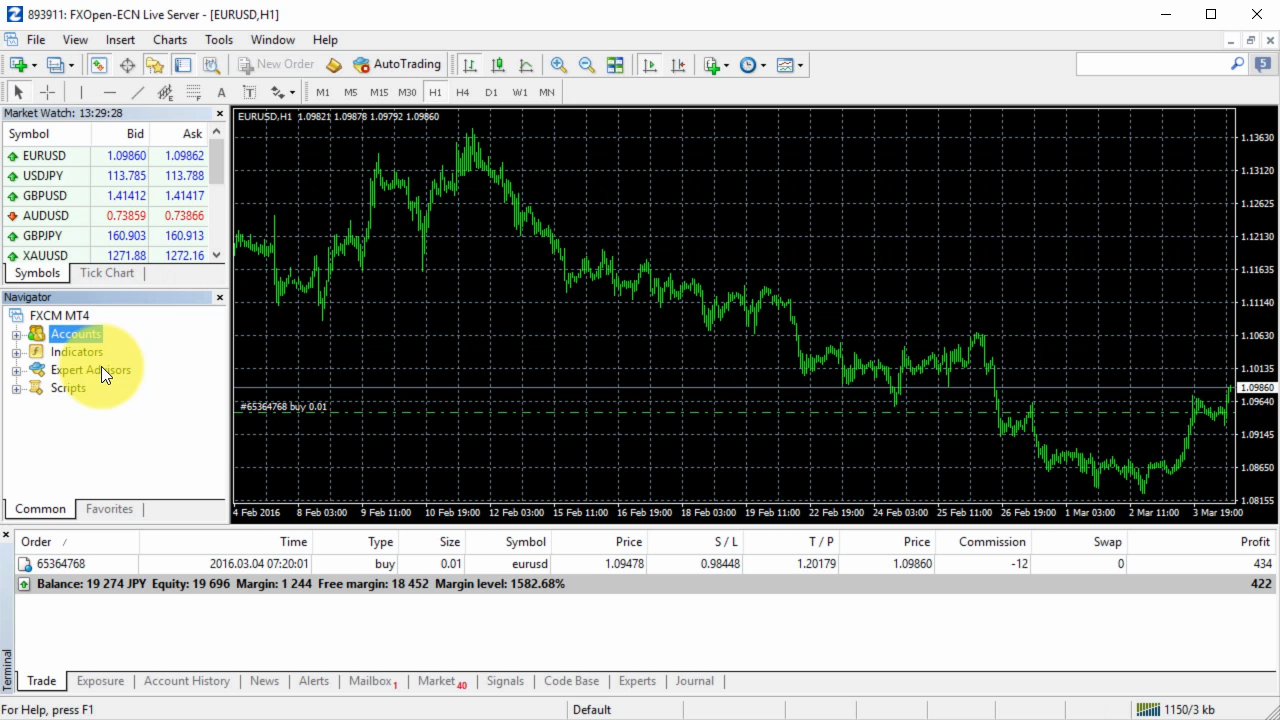 893911: FXOpen-ECN Live Server - [EURUSD,H1]
File View Insert Charts Tools Window Help
New Order AutoTrading 5
A T M1 M5 M15 M30 H1 H4 D1 W1 MN
Market Watch: 13:29:28
Symbol Bid Ask
EURUSD 1.09860 1.09862
USDJPY 113.785 113.788
GBPUSD 1.41412 1.41417
AUDUSD 0.73859 0.73866
GBPJPY 160.903 160.913
XAUUSD 1271.88 1272.16
Symbols Tick Chart
Navigator
FXCM MT4
Accounts
Indicators
Expert Advisors
Scripts
Common Favorites
EURUSD,H1 1.09821 1.09878 1.09792 1.09860
#65364768 buy 0.01
1.13630
1.13120
1.12625
1.12130
1.11635
1.11140
1.10630
1.10135
1.09860
1.09640
1.09145
1.08650
1.08155
4 Feb 2016 8 Feb 03:00 9 Feb 11:00 10 Feb 19:00 12 Feb 03:00 15 Feb 11:00 16 Feb 19:00 18 Feb 03:00 19 Feb 11:00 22 Feb 19:00 24 Feb 03:00 25 Feb 11:00 26 Feb 19:00 1 Mar 03:00 2 Mar 11:00 3 Mar 19:00
Order / Time Type Size Symbol Price S / L T / P Price Commission Swap Profit
65364768 2016.03.04 07:20:01 buy 0.01 eurusd 1.09478 0.98448 1.20179 1.09860 -12 0 434
Balance: 19 274 JPY Equity: 19 696 Margin: 1 244 Free margin: 18 452 Margin level: 1582.68% 422
Terminal
Trade Exposure Account History News Alerts Mailbox 1 Market 40 Signals Code Base Experts Journal
For Help, press F1 Default 1150/3 kb